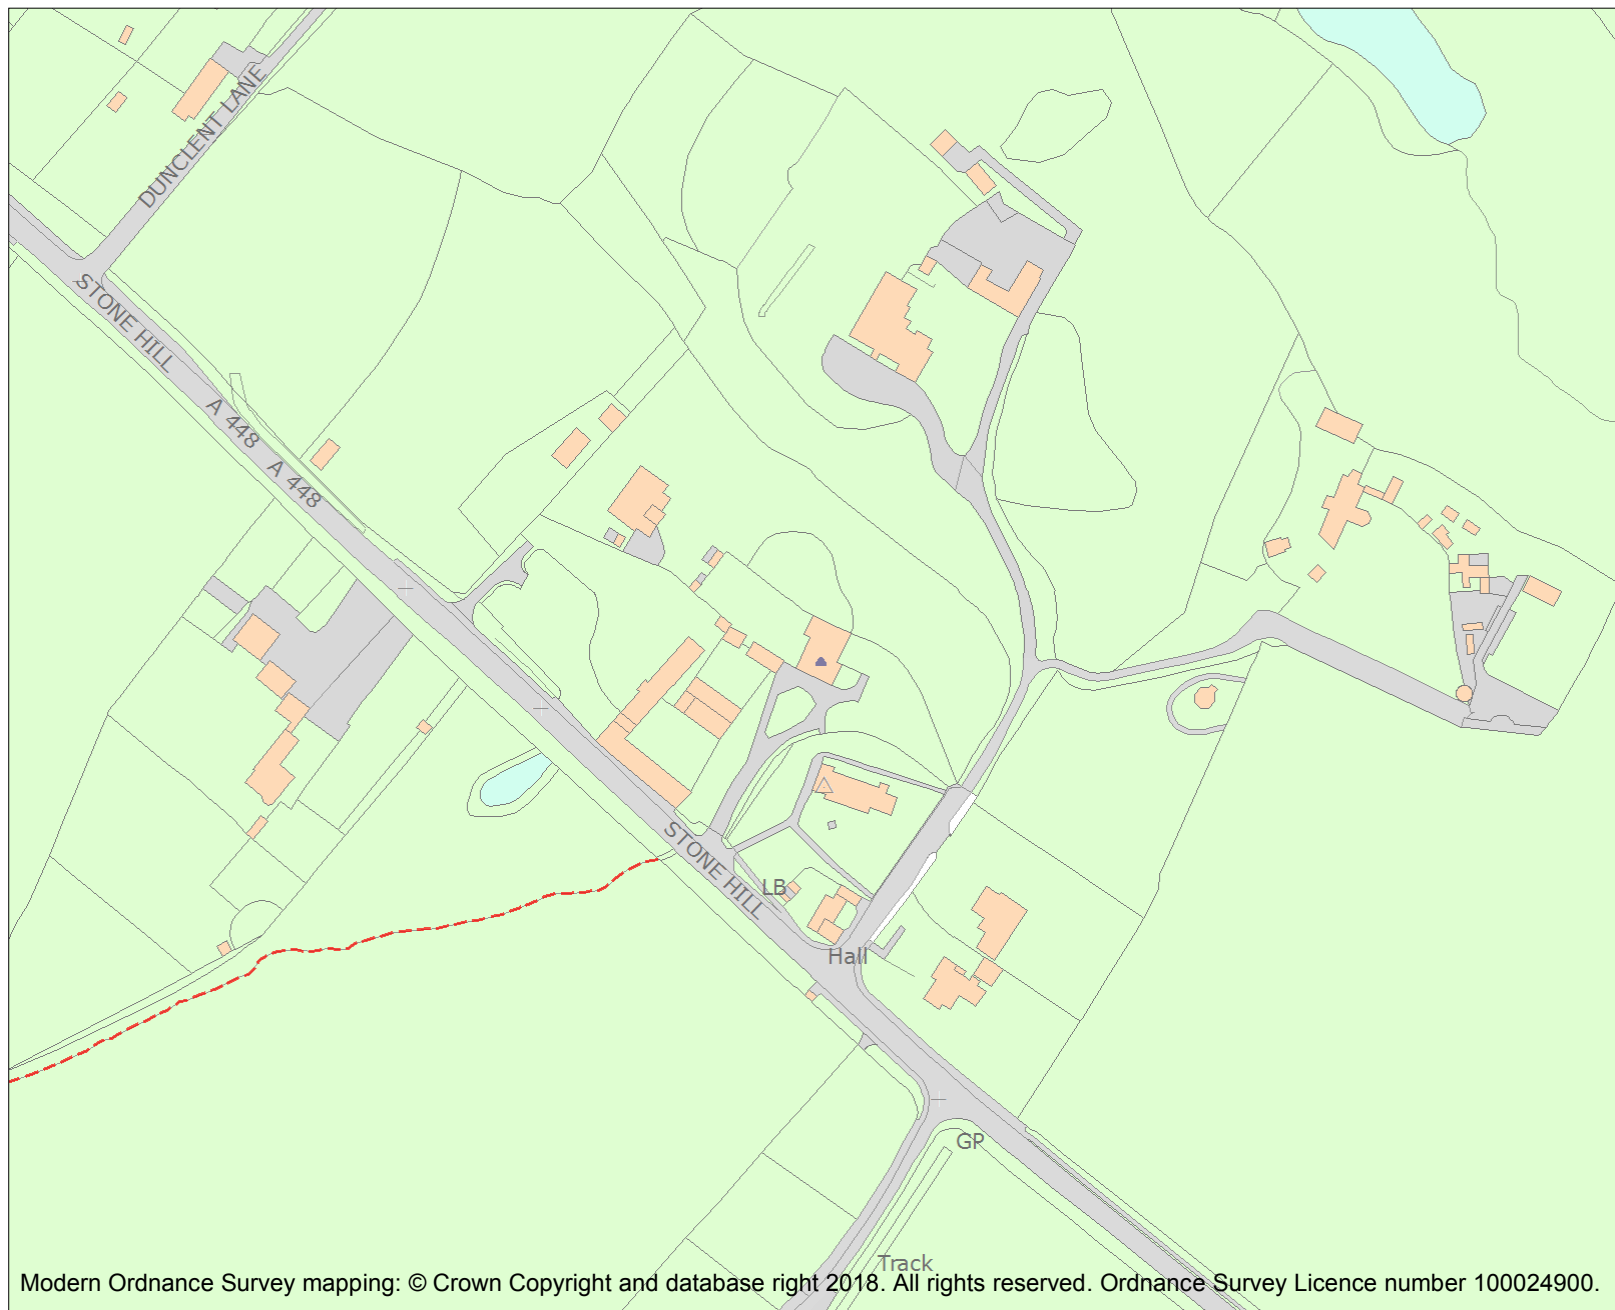 DUNCLENT LANE
STONE HILL
A 448
A 448
STONE HILL
LB
Hall
GP
Track
Modern Ordnance Survey mapping: © Crown Copyright and database right 2018. All rights reserved. Ordnance Survey Licence number 100024900.